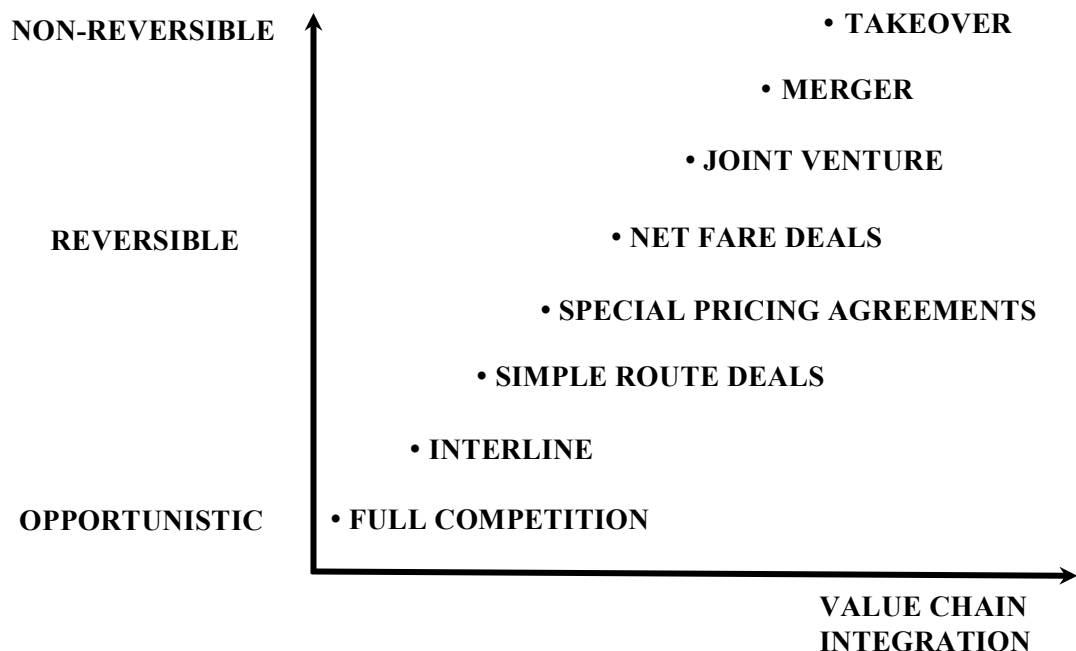 NON-REVERSIBLE
• TAKEOVER
• MERGER
• JOINT VENTURE
REVERSIBLE
• NET FARE DEALS
• SPECIAL PRICING AGREEMENTS
• SIMPLE ROUTE DEALS
• INTERLINE
OPPORTUNISTIC
• FULL COMPETITION
VALUE CHAIN
INTEGRATION